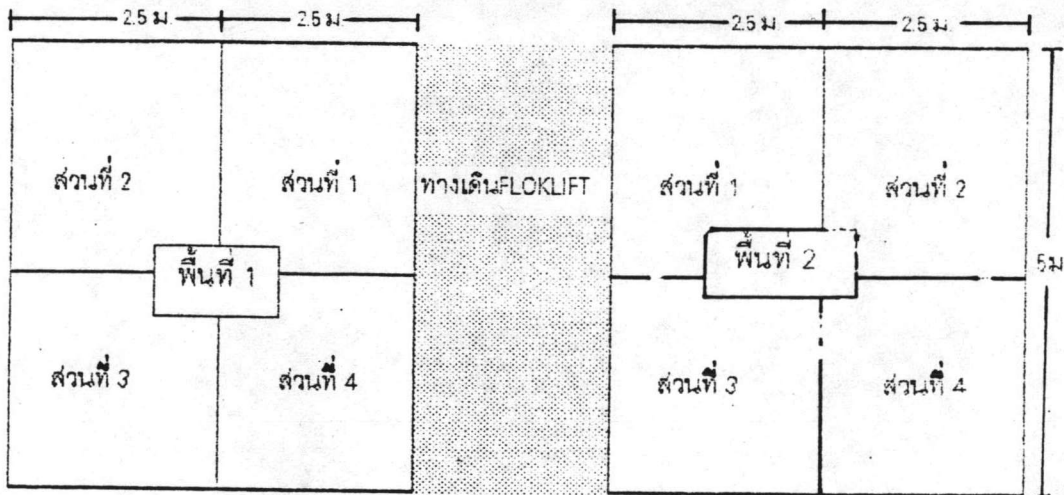 2.5 ม. 2.5 ม. 2.5 ม. 2.5 ม.
ส่วนที่ 2 ส่วนที่ 1 ทางเดินFLOKLIFT ส่วนที่ 1 ส่วนที่ 2
พื้นที่ 1 พื้นที่ 2 5ม
ส่วนที่ 3 ส่วนที่ 4 ส่วนที่ 3 ส่วนที่ 4